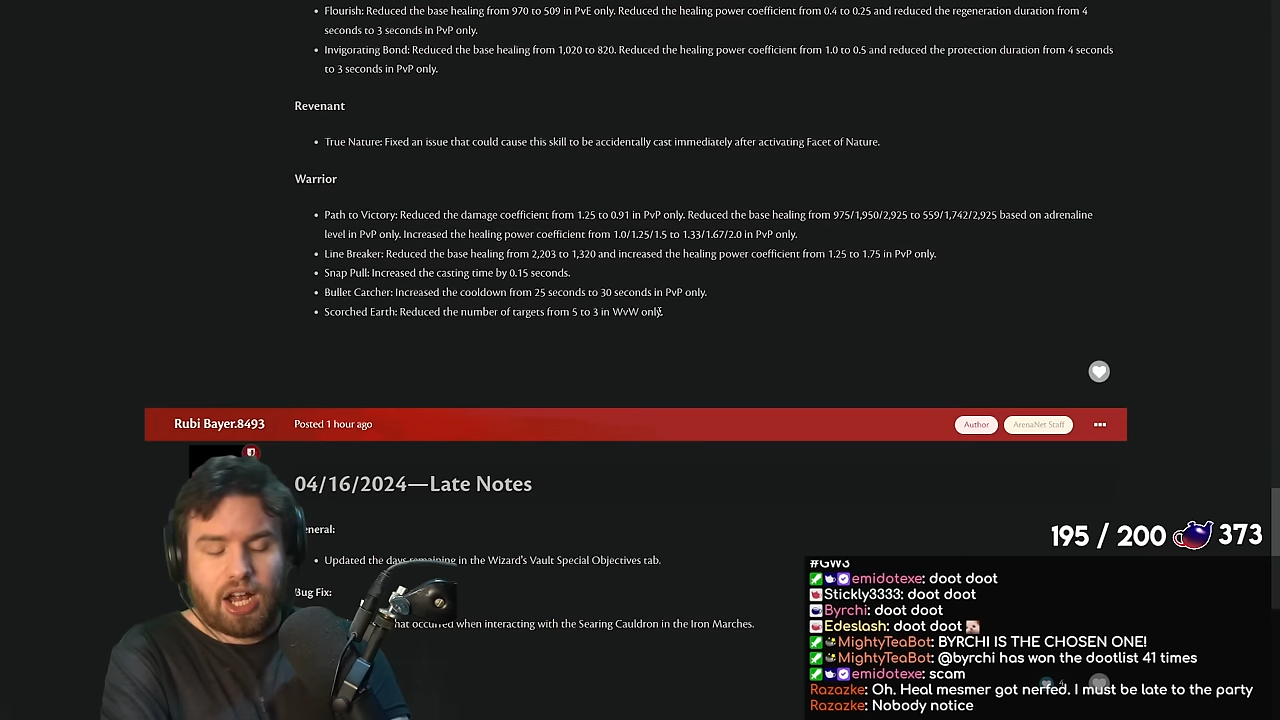 Flourish: Reduced the base healing from 970 to 509 in PvE only. Reduced the healing power coefficient from 0.4 to 0.25 and reduced the regeneration duration from 4
seconds to 3 seconds in PvP only.
Invigorating Bond: Reduced the base healing from 1,020 to 820. Reduced the healing power coefficient from 1.0 to 0.5 and reduced the protection duration from 4 seconds
to 3 seconds in PvP only.
Revenant
True Nature: Fixed an issue that could cause this skill to be accidentally cast immediately after activating Facet of Nature.
Warrior
Path to Victory: Reduced the damage coefficient from 1.25 to 0.91 in PvP only. Reduced the base healing from 975/1,950/2,925 to 559/1,742/2,925 based on adrenaline
level in PvP only. Increased the healing power coefficient from 1.0/1.25/1.5 to 1.33/1.67/2.0 in PvP only.
Line Breaker: Reduced the base healing from 2,203 to 1,320 and increased the healing power coefficient from 1.25 to 1.75 in PvP only.
Snap Pull: Increased the casting time by 0.15 seconds.
Bullet Catcher: Increased the cooldown from 25 seconds to 30 seconds in PvP only.
Scorched Earth: Reduced the number of targets from 5 to 3 in WvW only.
Rubi Bayer.8493 Posted 1 hour ago Author ArenaNet Staff
04/16/2024—Late Notes
eneral:
Updated the days remaining in the Wizard's Vault Special Objectives tab.
Bug Fix:
hat occurred when interacting with the Searing Cauldron in the Iron Marches.
195 / 200 373
#GW3
emidotexe: doot doot
Stickly3333: doot doot
Byrchi: doot doot
Edeslash: doot doot
MightyTeaBot: BYRCHI IS THE CHOSEN ONE!
MightyTeaBot: @byrchi has won the dootlist 41 times
emidotexe: scam
Razazke: Oh. Heal mesmer got nerfed. I must be late to the party
Razazke: Nobody notice